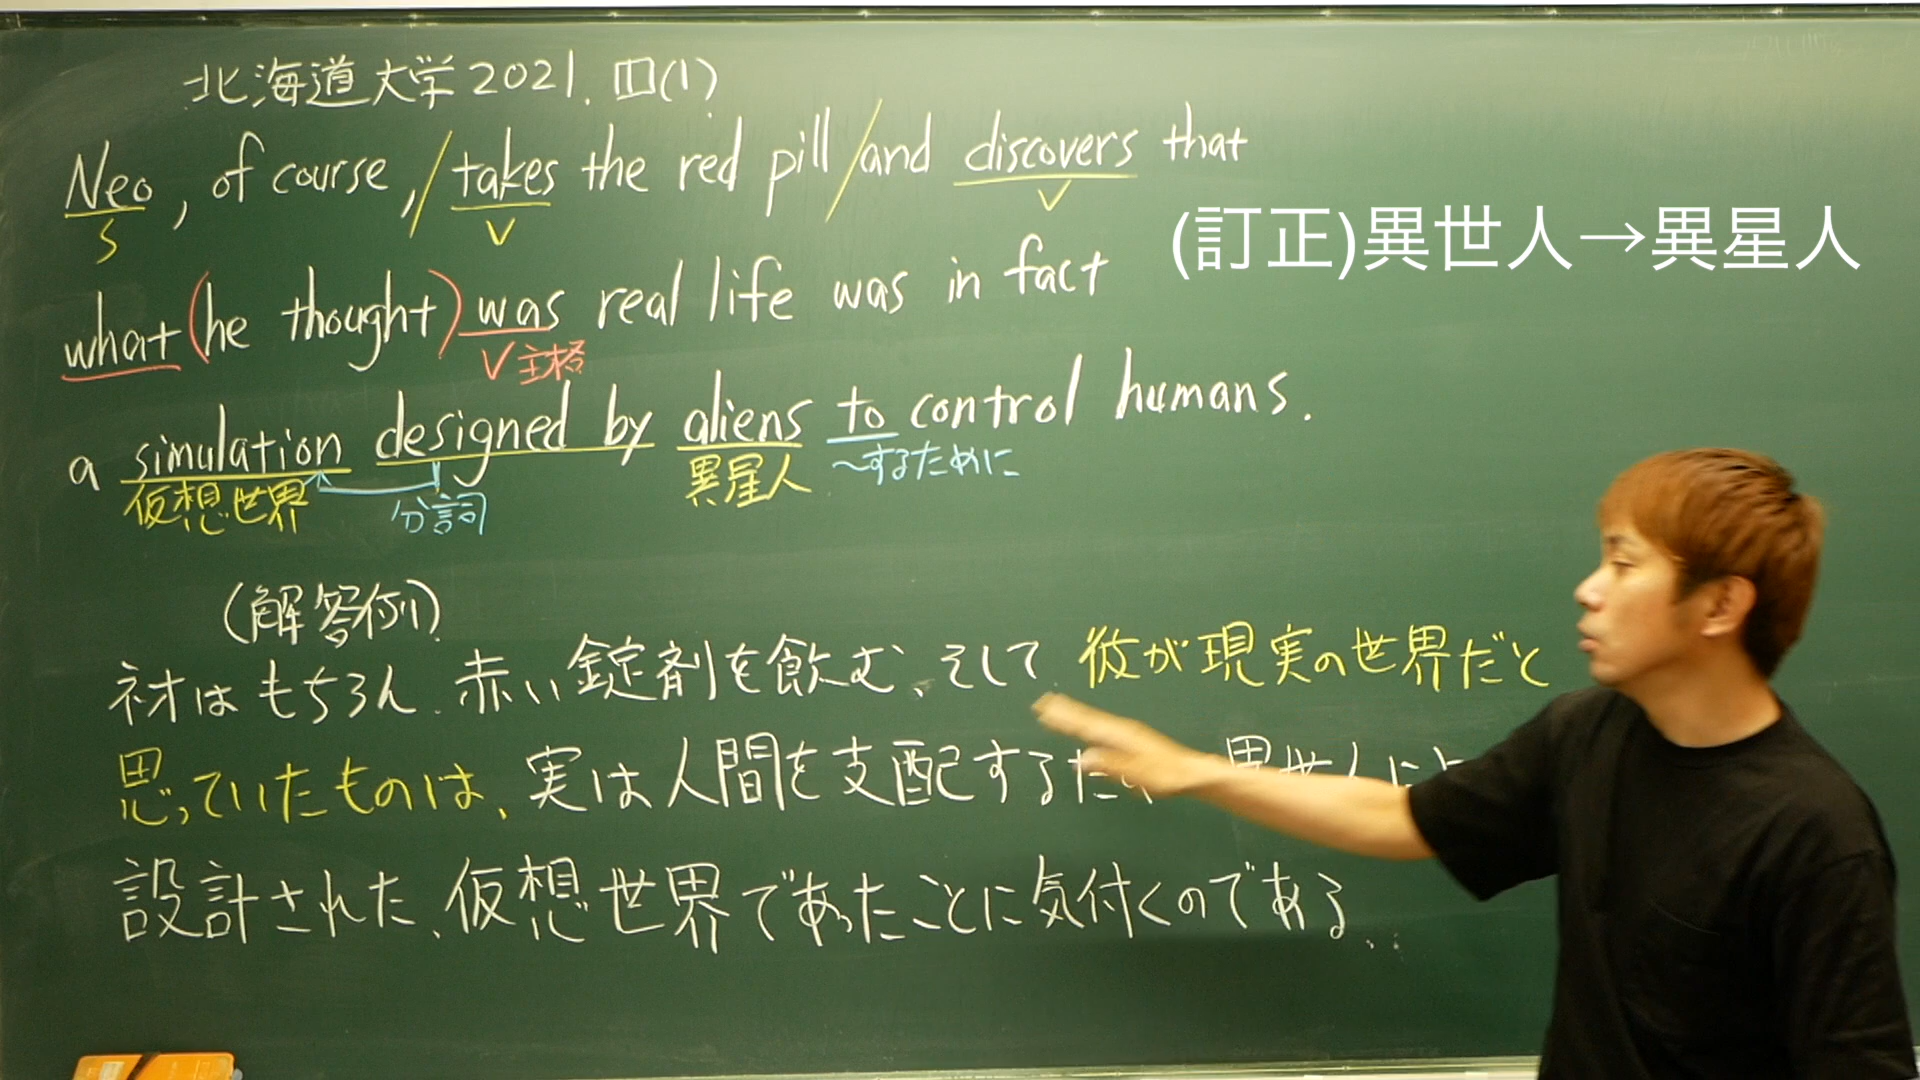 北海道大学2021. 四(1)
Neo, of course, / takes the red pill / and discovers that
S V V
(訂正)異世人→異星人
what (he thought) was real life was in fact
V 主格
a simulation designed by aliens to control humans.
仮想世界 分詞 異星人 〜するために
(解答例)
ネオはもちろん、赤い錠剤を飲む、そして、彼が現実の世界だと
思っていたものは、実は人間を支配するため 異世人によ
設計された、仮想世界であったことに気付くのである。